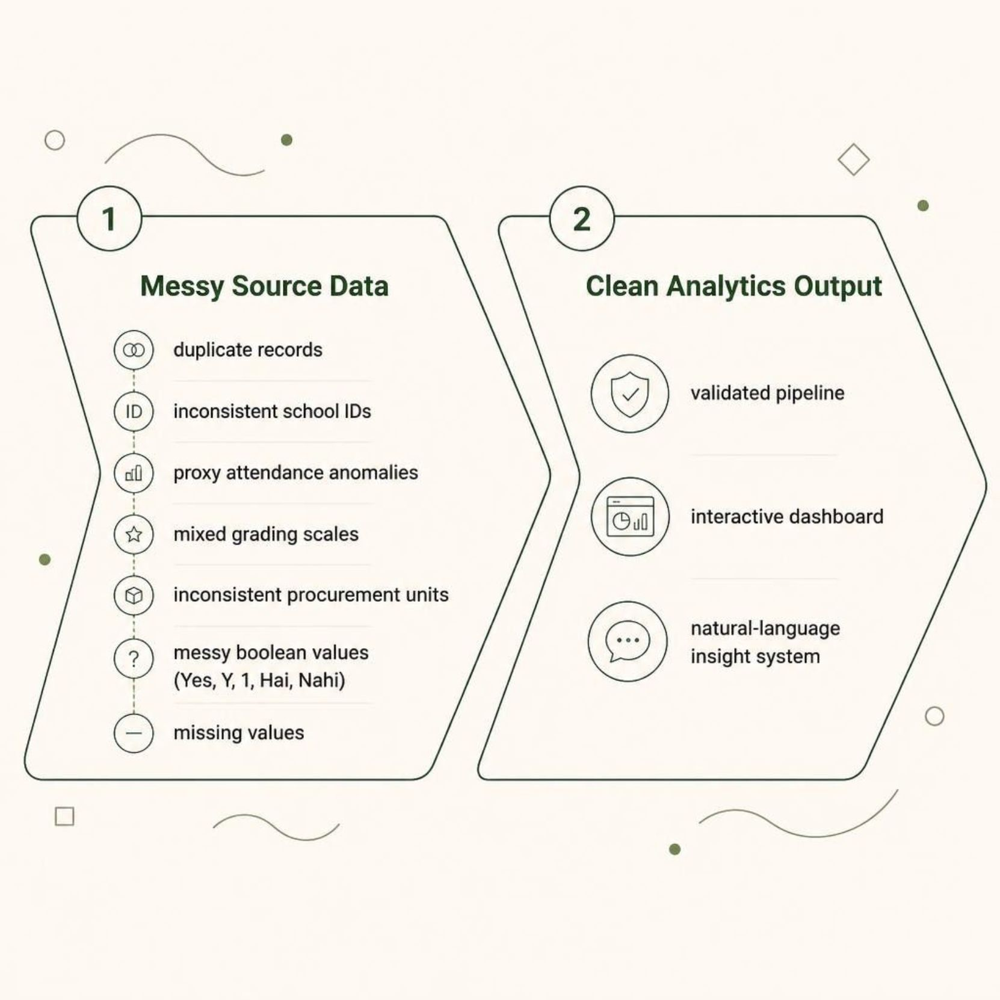 1
Messy Source Data
duplicate records
ID
inconsistent school IDs
proxy attendance anomalies
mixed grading scales
inconsistent procurement units
?
messy boolean values
(Yes, Y, 1, Hai, Nahi)
missing values
2
Clean Analytics Output
validated pipeline
interactive dashboard
natural-language
insight system